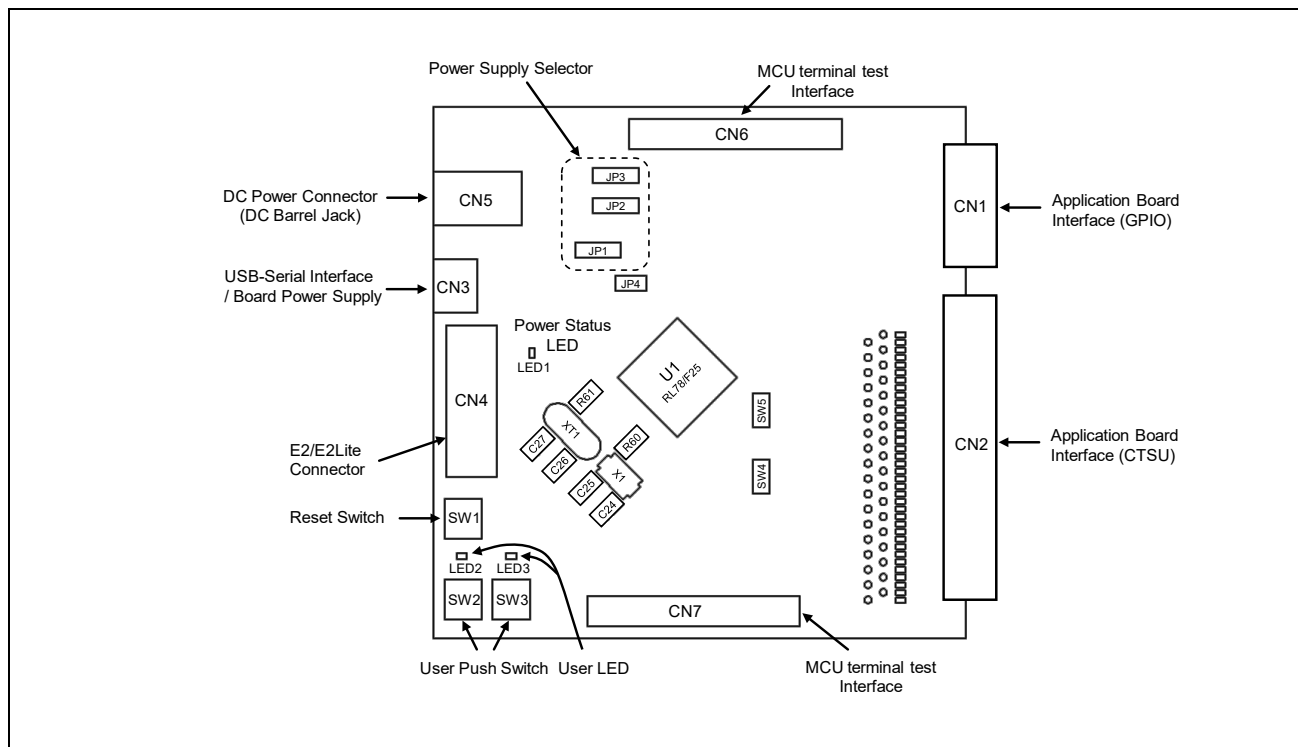 Power Supply Selector
MCU terminal test
Interface
CN6
JP3
DC Power Connector
(DC Barrel Jack)
CN5
JP2
CN1
Application Board
Interface (GPIO)
JP1
USB-Serial Interface
/ Board Power Supply
CN3
JP4
Power Status
LED
LED1
U1
RL78/F25
CN4
R61
XT1
SW5
C27
R60
CN2
Application Board
Interface (CTSU)
E2/E2Lite
Connector
C26
X1
SW4
C25
C24
Reset Switch
SW1
LED2
LED3
SW2
SW3
CN7
User Push Switch
User LED
MCU terminal test
Interface